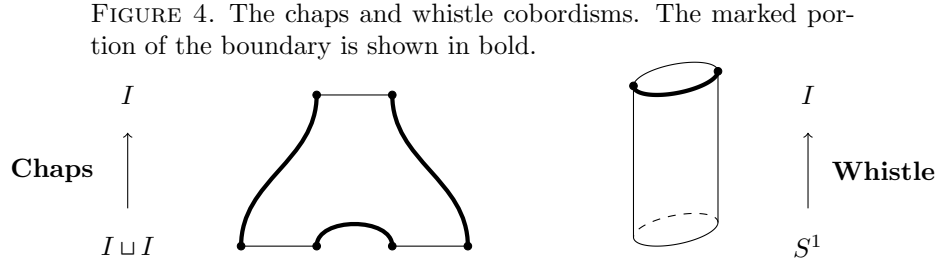 FIGURE 4. The chaps and whistle cobordisms. The marked por-
tion of the boundary is shown in bold.
I
I
Chaps
Whistle
I ⊔ I
S¹